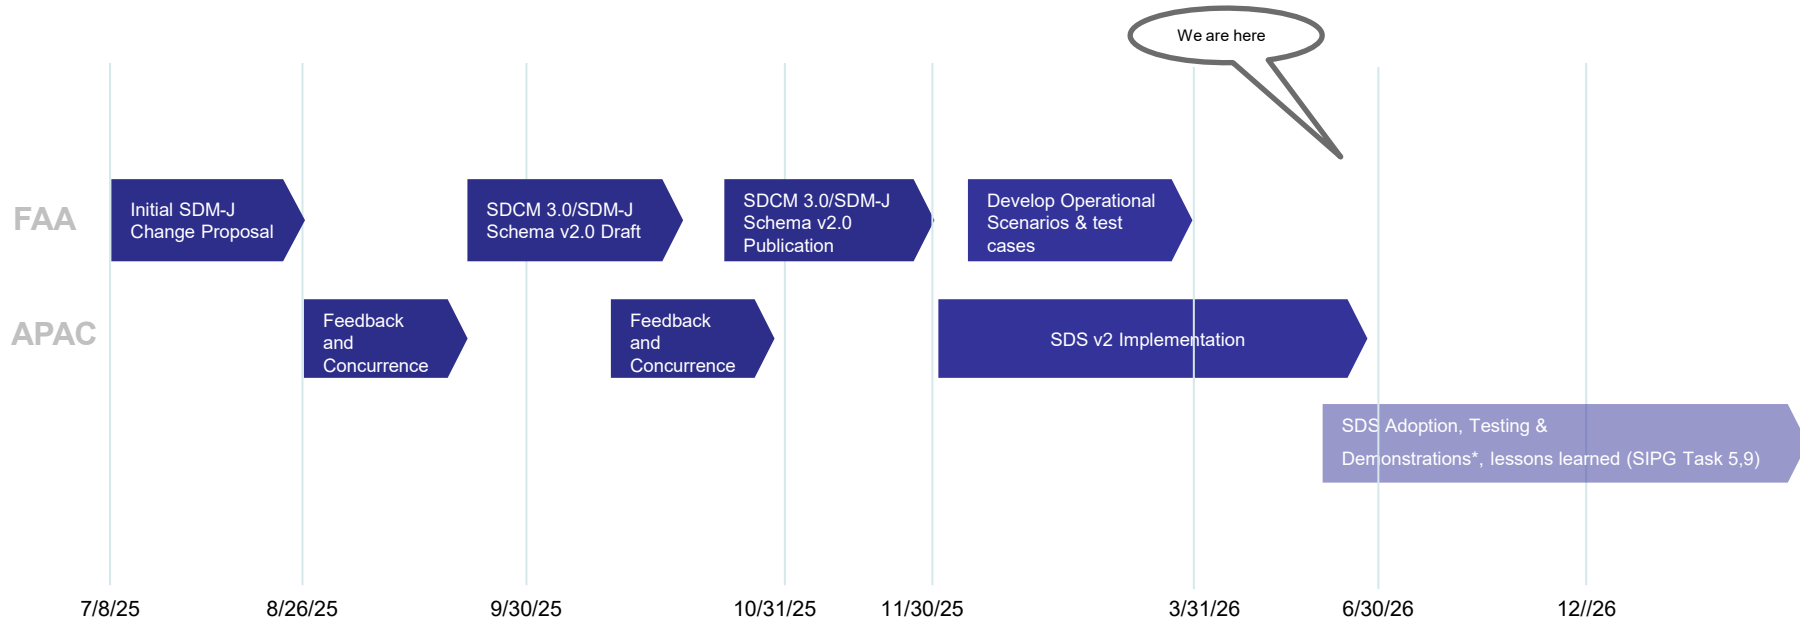 We are here
FAA
Initial SDM-J
Change Proposal
SDCM 3.0/SDM-J
Schema v2.0 Draft
SDCM 3.0/SDM-J
Schema v2.0
Publication
Develop Operational
Scenarios & test
cases
APAC
Feedback
and
Concurrence
Feedback
and
Concurrence
SDS v2 Implementation
SDS Adoption, Testing &
Demonstrations*, lessons learned (SIPG Task 5,9)
7/8/25
8/26/25
9/30/25
10/31/25
11/30/25
3/31/26
6/30/26
12//26